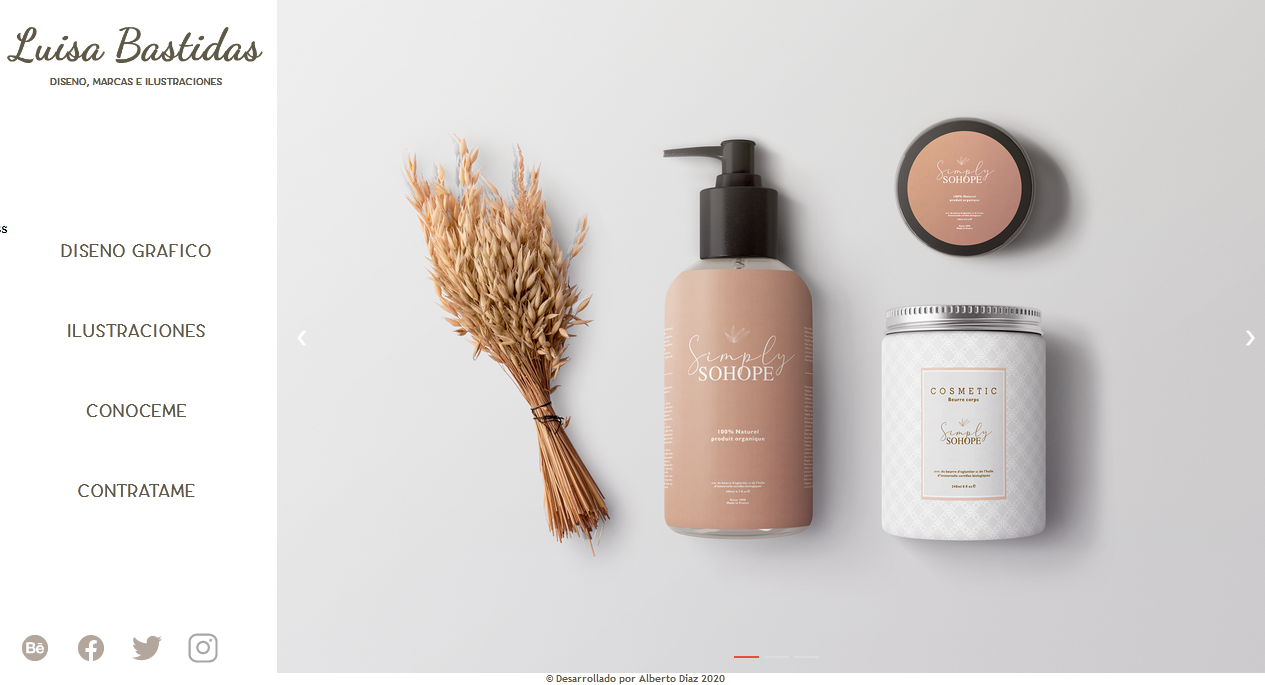 Luisa Bastidas
DISENO, MARCAS E ILUSTRACIONES
DISENO GRAFICO
ILUSTRACIONES
CONOCEME
CONTRATAME
Bē
Simply
SOHOPE
100% Naturel
produit organique
Simply
SOHOPE
100% Naturel
produit organique
COSMETIC
Beurre corps
Simply
SOHOPE
© Desarrollado por Alberto Diaz 2020